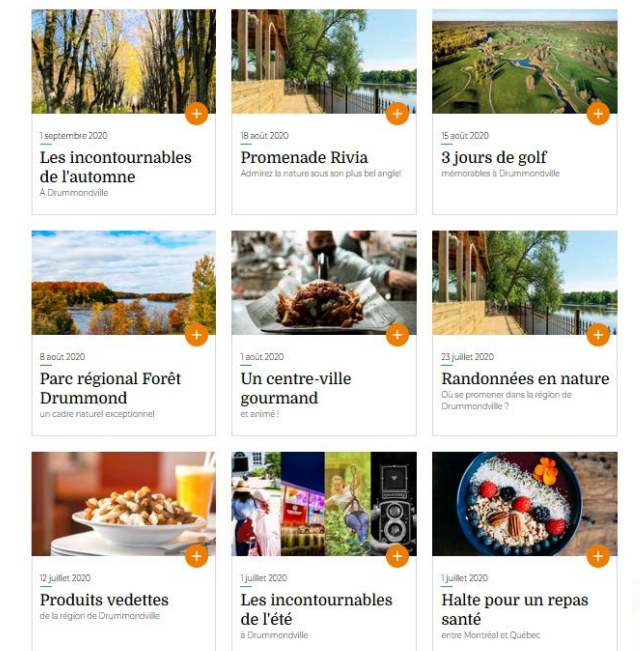 1 septembre 2020
Les incontournables
de l'automne
À Drummondville
18 août 2020
Promenade Rivia
Admirez la nature sous son plus bel angle!
15 août 2020
3 jours de golf
mémorables à Drummondville
8 août 2020
Parc régional Forêt
Drummond
un cadre naturel exceptionnel
1 août 2020
Un centre-ville
gourmand
et animé !
23 juillet 2020
Randonnées en nature
Où se promener dans la région de
Drummondville ?
12 juillet 2020
Produits vedettes
de la région de Drummondville
1 juillet 2020
Les incontournables
de l'été
à Drummondville
1 juillet 2020
Halte pour un repas
santé
entre Montréal et Québec